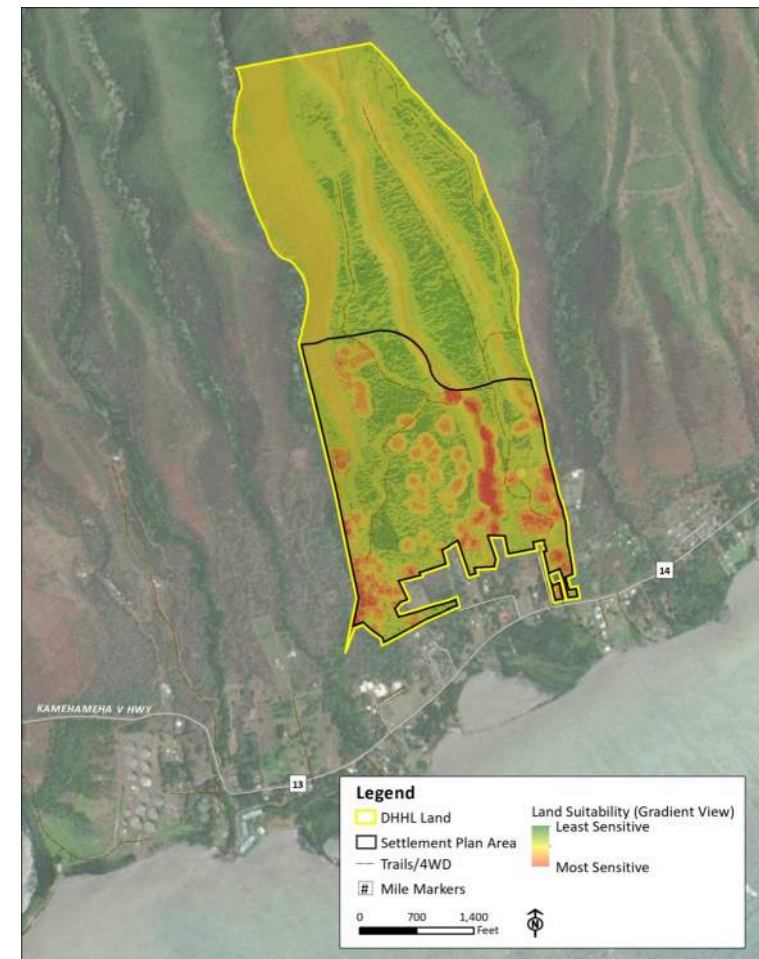 14
KAMEHAMEHA V HWY
13
Legend
DHHL Land
Settlement Plan Area
Trails/4WD
# Mile Markers
0 700 1,400
Feet
N
Land Suitability (Gradient View)
Least Sensitive
Most Sensitive